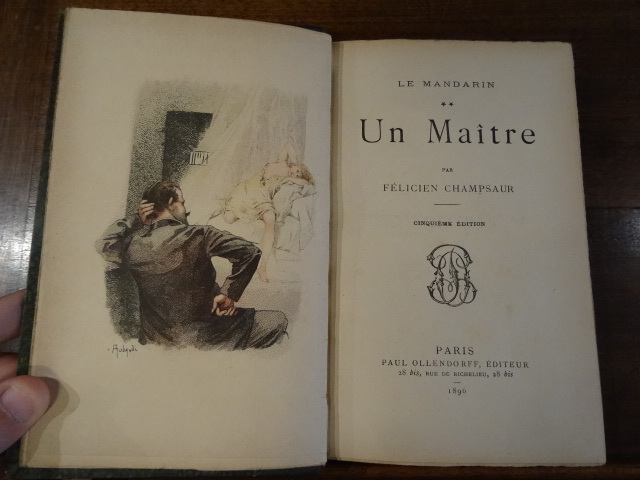 LE MANDARIN
**
Un Maître
PAR
FÉLICIEN CHAMPSAUR
CINQUIÈME ÉDITION
PARIS
PAUL OLLENDORFF, ÉDITEUR
28 bis, RUE DE RICHELIEU, 28 bis
1896